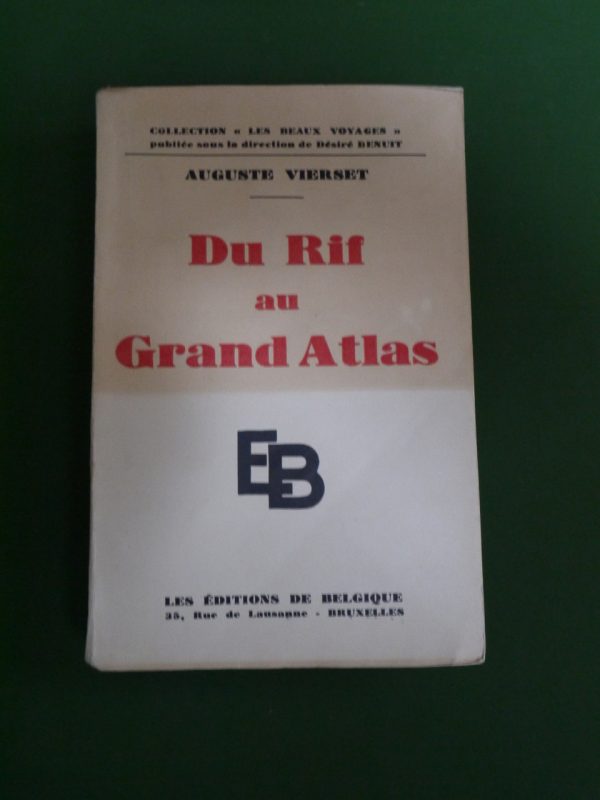 COLLECTION « LES BEAUX VOYAGES »
publiée sous la direction de Désiré DENUIT
AUGUSTE VIERSET
Du Rif
au
Grand Atlas
EB
LES ÉDITIONS DE BELGIQUE
35, Rue de Lausanne - BRUXELLES